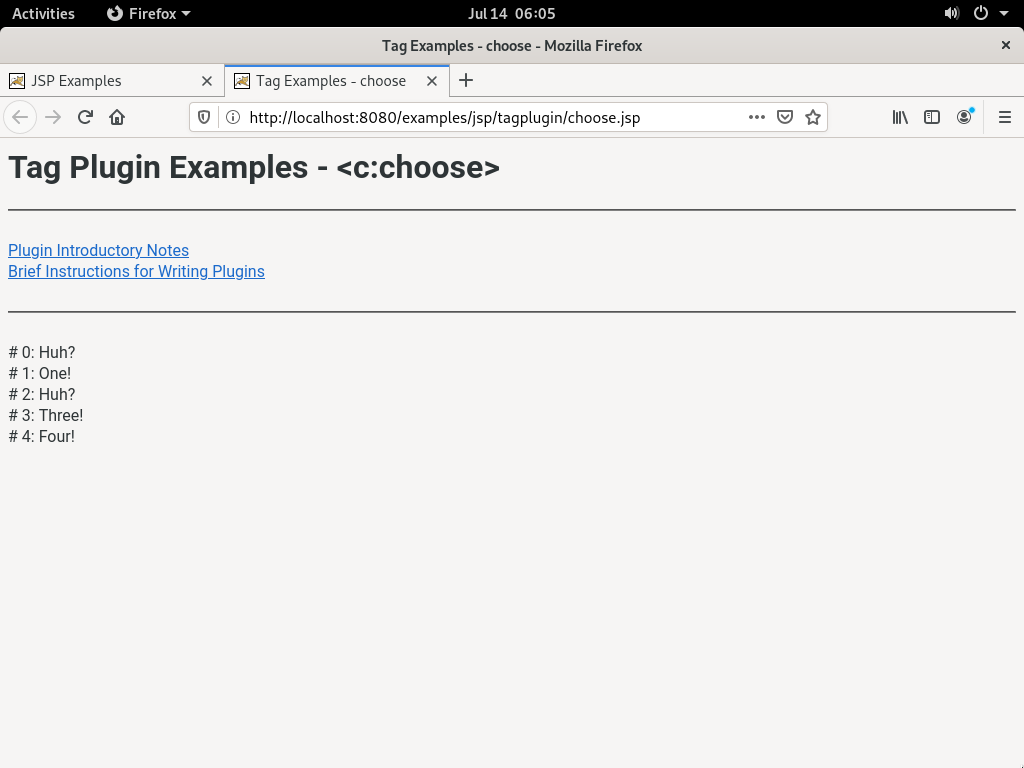 Activities Firefox Jul 14 06:05
Tag Examples - choose - Mozilla Firefox
JSP Examples Tag Examples - choose
http://localhost:8080/examples/jsp/tagplugin/choose.jsp
Tag Plugin Examples - <c:choose>
Plugin Introductory Notes
Brief Instructions for Writing Plugins
# 0: Huh?
# 1: One!
# 2: Huh?
# 3: Three!
# 4: Four!